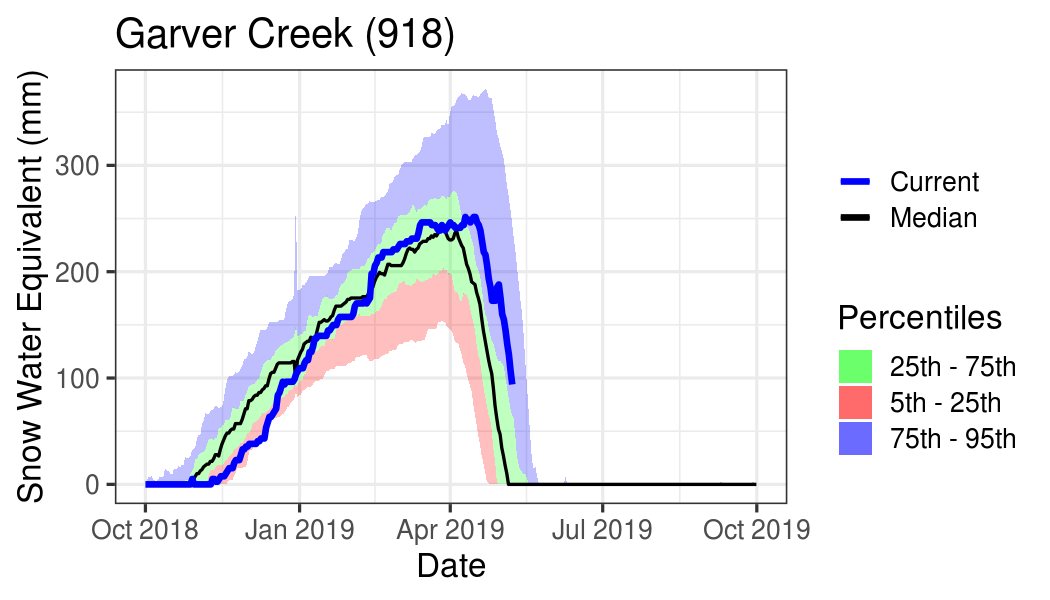 Garver Creek (918)
Snow Water Equivalent (mm)
300
200
100
0
Oct 2018
Jan 2019
Apr 2019
Jul 2019
Oct 2019
Date
Current
Median
Percentiles
25th - 75th
5th - 25th
75th - 95th